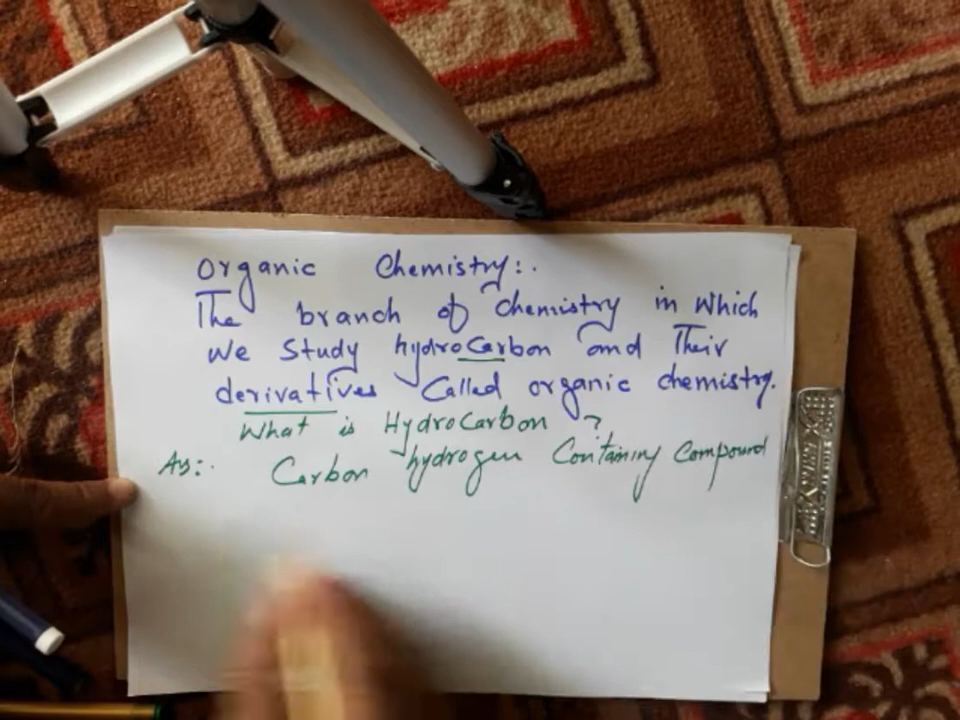 Organic Chemistry:.
The branch of chemistry in which
we study hydrocarbon and Their
derivatives Called organic chemistry.
What is HydroCarbon ?
As:. Carbon hydrogen Containing Compound